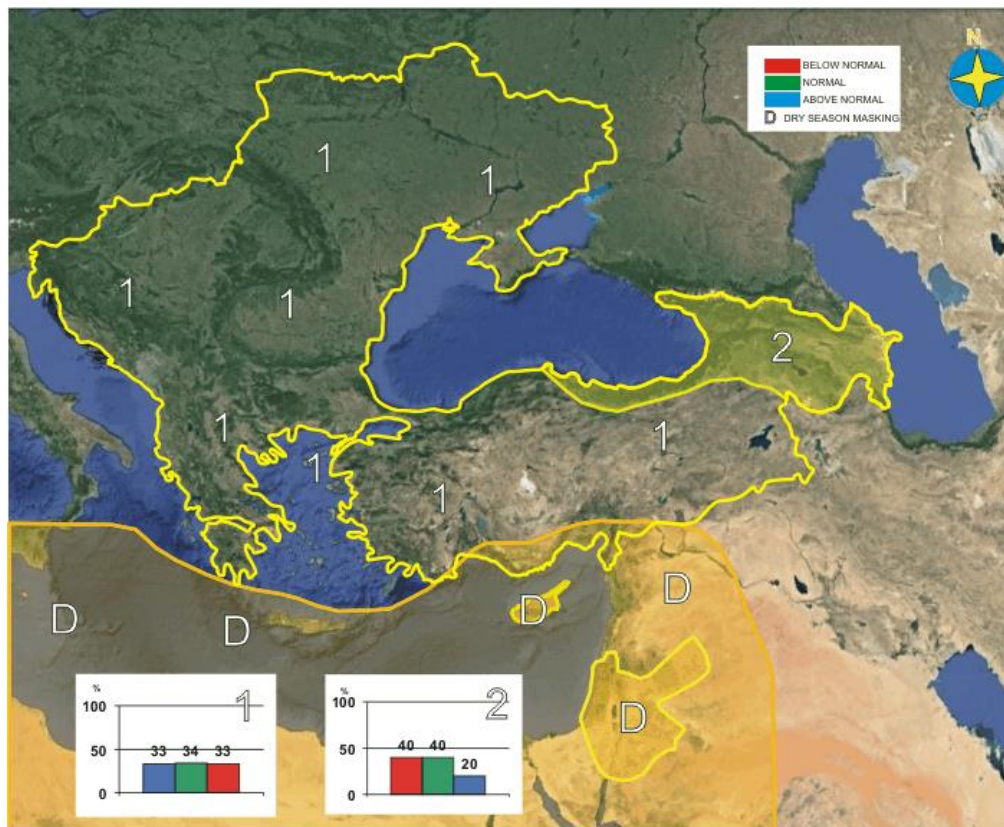 N
BELOW NORMAL
NORMAL
ABOVE NORMAL
D DRY SEASON MASKING
1
1
1
1
2
1
1
1
1
D
D
D
D
D
%
1
100
50
0
33 34 33
%
2
100
50
0
40 40 20